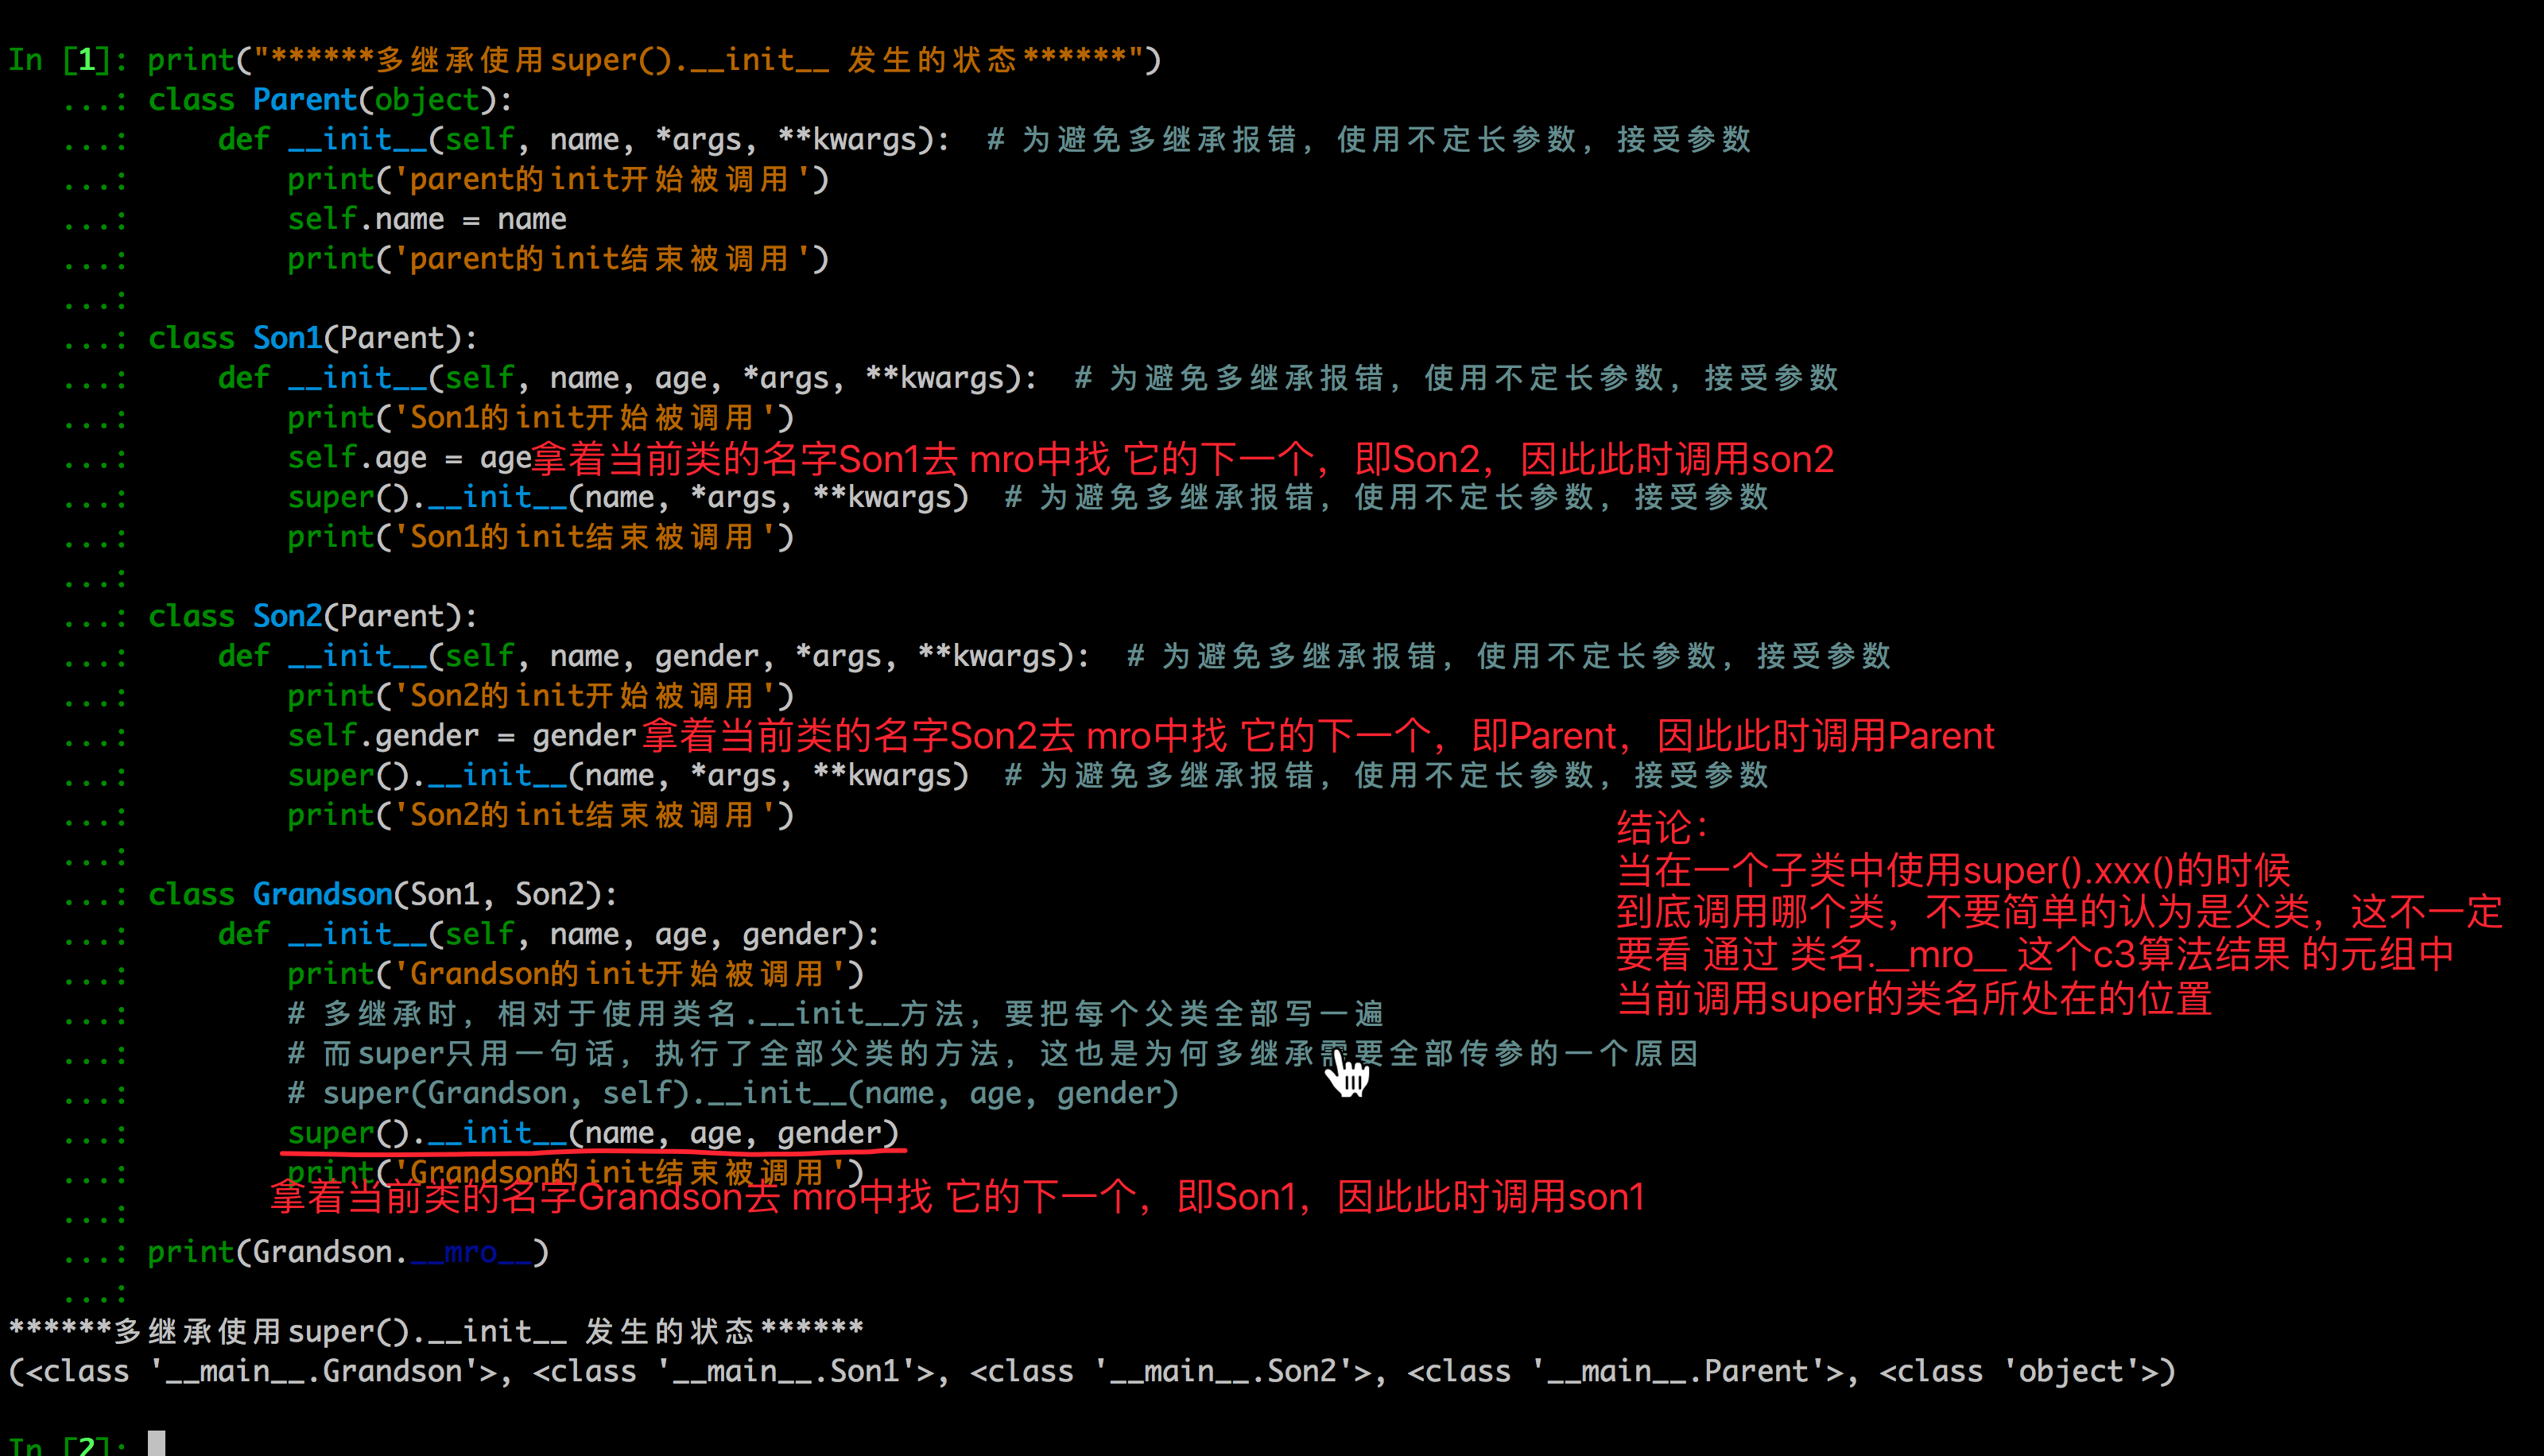 In [1]: print("******多继承使用super().__init__ 发生的状态******")
...: class Parent(object):
...:     def __init__(self, name, *args, **kwargs):  # 为避免多继承报错，使用不定长参数，接受参数
...:         print('parent的init开始被调用')
...:         self.name = name
...:         print('parent的init结束被调用')
...:
...: class Son1(Parent):
...:     def __init__(self, name, age, *args, **kwargs):  # 为避免多继承报错，使用不定长参数，接受参数
...:         print('Son1的init开始被调用')
...:         self.age = age拿着当前类的名字Son1去 mro中找 它的下一个，即Son2，因此此时调用son2
...:         super().__init__(name, *args, **kwargs)  # 为避免多继承报错，使用不定长参数，接受参数
...:         print('Son1的init结束被调用')
...:
...: class Son2(Parent):
...:     def __init__(self, name, gender, *args, **kwargs):  # 为避免多继承报错，使用不定长参数，接受参数
...:         print('Son2的init开始被调用')
...:         self.gender = gender拿着当前类的名字Son2去 mro中找 它的下一个，即Parent，因此此时调用Parent
...:         super().__init__(name, *args, **kwargs)  # 为避免多继承报错，使用不定长参数，接受参数
...:         print('Son2的init结束被调用')
结论：
...:
当在一个子类中使用super().xxx()的时候
...: class Grandson(Son1, Son2):
到底调用哪个类，不要简单的认为是父类，这不一定
...:     def __init__(self, name, age, gender):
要看 通过 类名.__mro__ 这个c3算法结果 的元组中
...:         print('Grandson的init开始被调用')
当前调用super的类名所处在的位置
...:         # 多继承时，相对于使用类名.__init__方法，要把每个父类全部写一遍
...:         # 而super只用一句话，执行了全部父类的方法，这也是为何多继承需要全部传参的一个原因
...:         # super(Grandson, self).__init__(name, age, gender)
...:         super().__init__(name, age, gender)
...:         print('Grandson的init结束被调用')
拿着当前类的名字Grandson去 mro中找 它的下一个，即Son1，因此此时调用son1
...:
...: print(Grandson.__mro__)
...:
******多继承使用super().__init__ 发生的状态******
(<class '__main__.Grandson'>, <class '__main__.Son1'>, <class '__main__.Son2'>, <class '__main__.Parent'>, <class 'object'>)
In [2]: